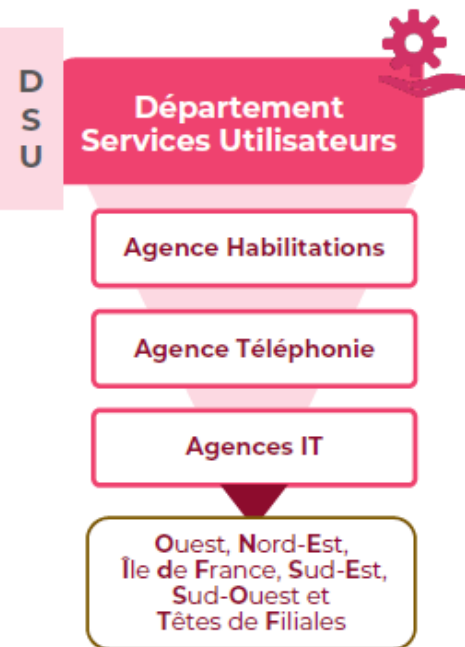 D
S
U
Département
Services Utilisateurs
Agence Habilitations
Agence Téléphonie
Agences IT
Ouest, Nord-Est,
Île de France, Sud-Est,
Sud-Ouest et
Têtes de Filiales